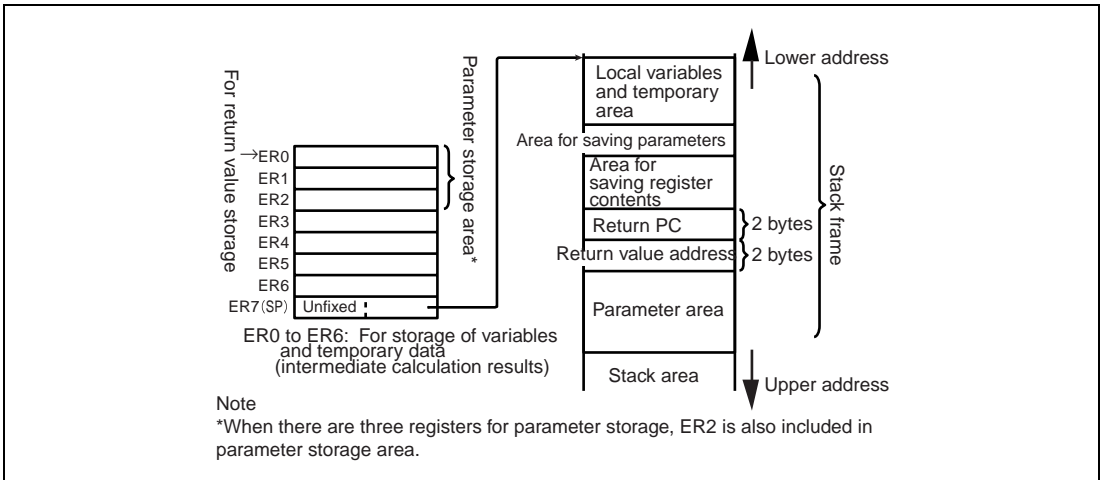 For return value storage
→ER0
ER1
ER2
ER3
ER4
ER5
ER6
ER7(SP)
Unfixed
Parameter storage area*
ER0 to ER6: For storage of variables
and temporary data
(intermediate calculation results)
Lower address
Local variables
and temporary
area
Area for saving parameters
Area for
saving register
contents
Return PC
2 bytes
Return value address
2 bytes
Parameter area
Stack frame
Stack area
Upper address
Note
*When there are three registers for parameter storage, ER2 is also included in
parameter storage area.